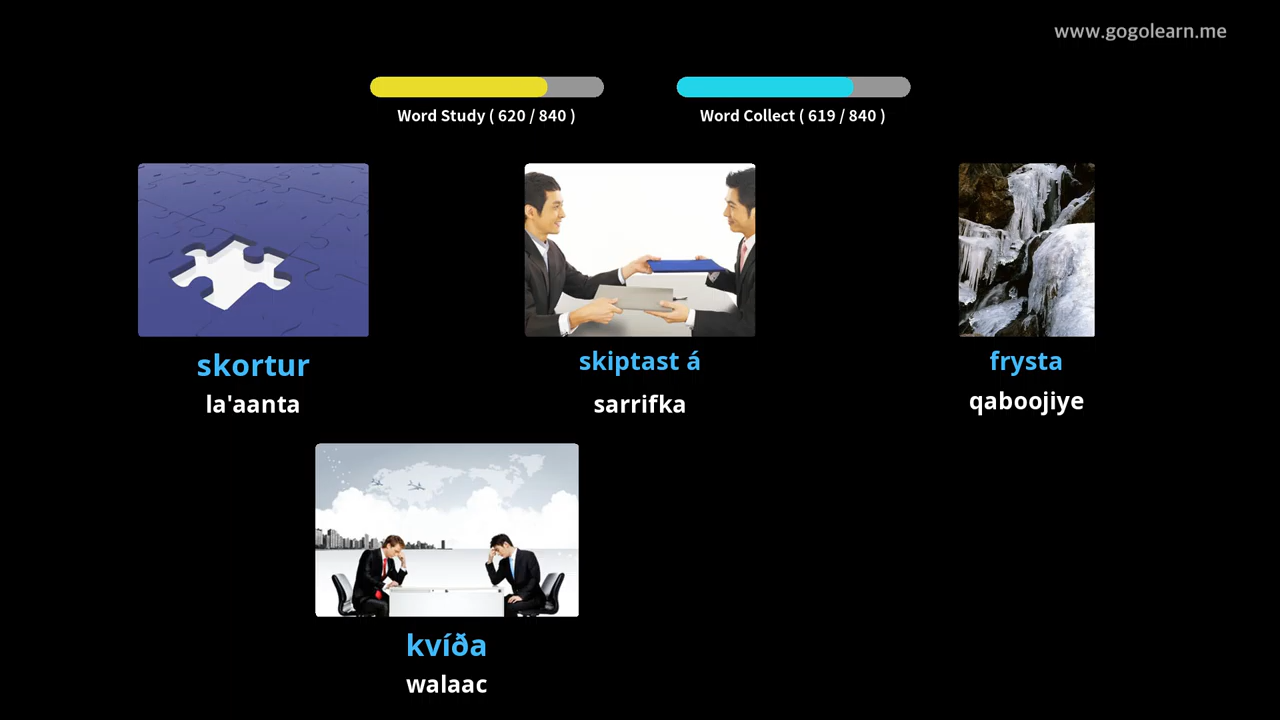 www.gogolearn.me
Word Study ( 620 / 840 )
Word Collect ( 619 / 840 )
skortur
la'aanta
skiptast á
sarrifka
frysta
qaboojiye
kvíða
walaac